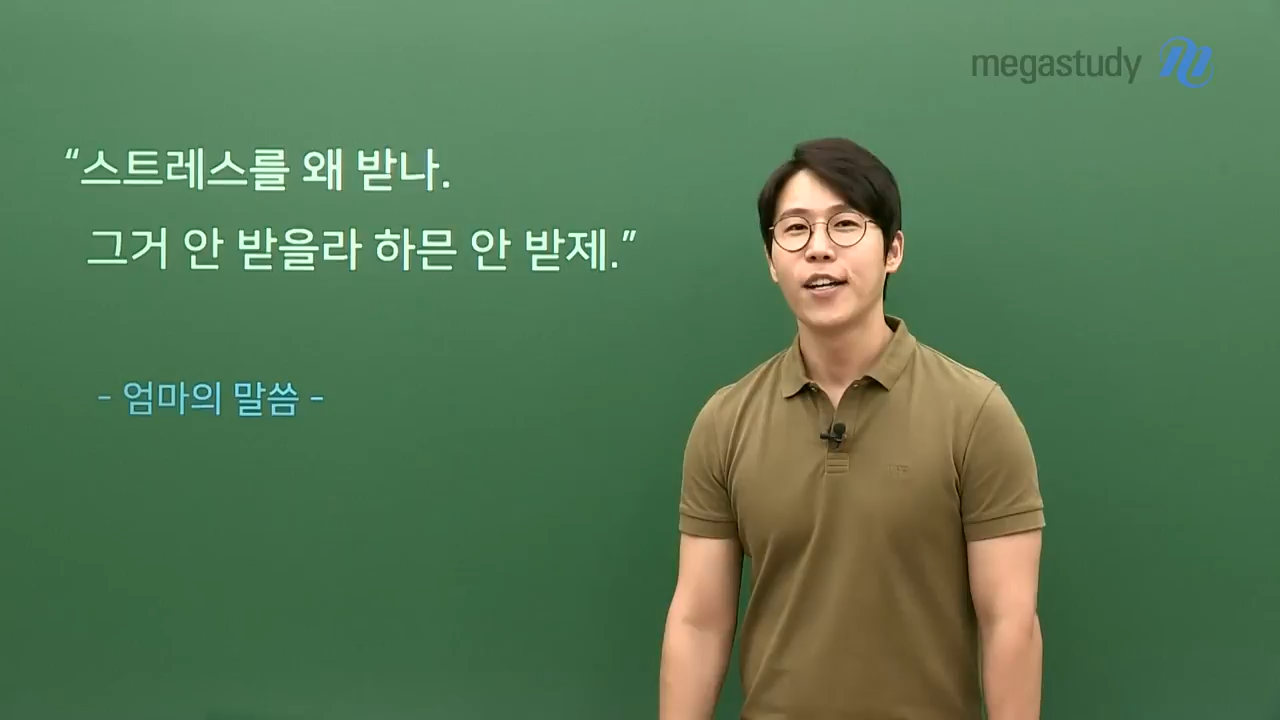 megastudy
“스트레스를 왜 받나.
그거 안 받을라 하믄 안 받제.”
- 엄마의 말씀 -